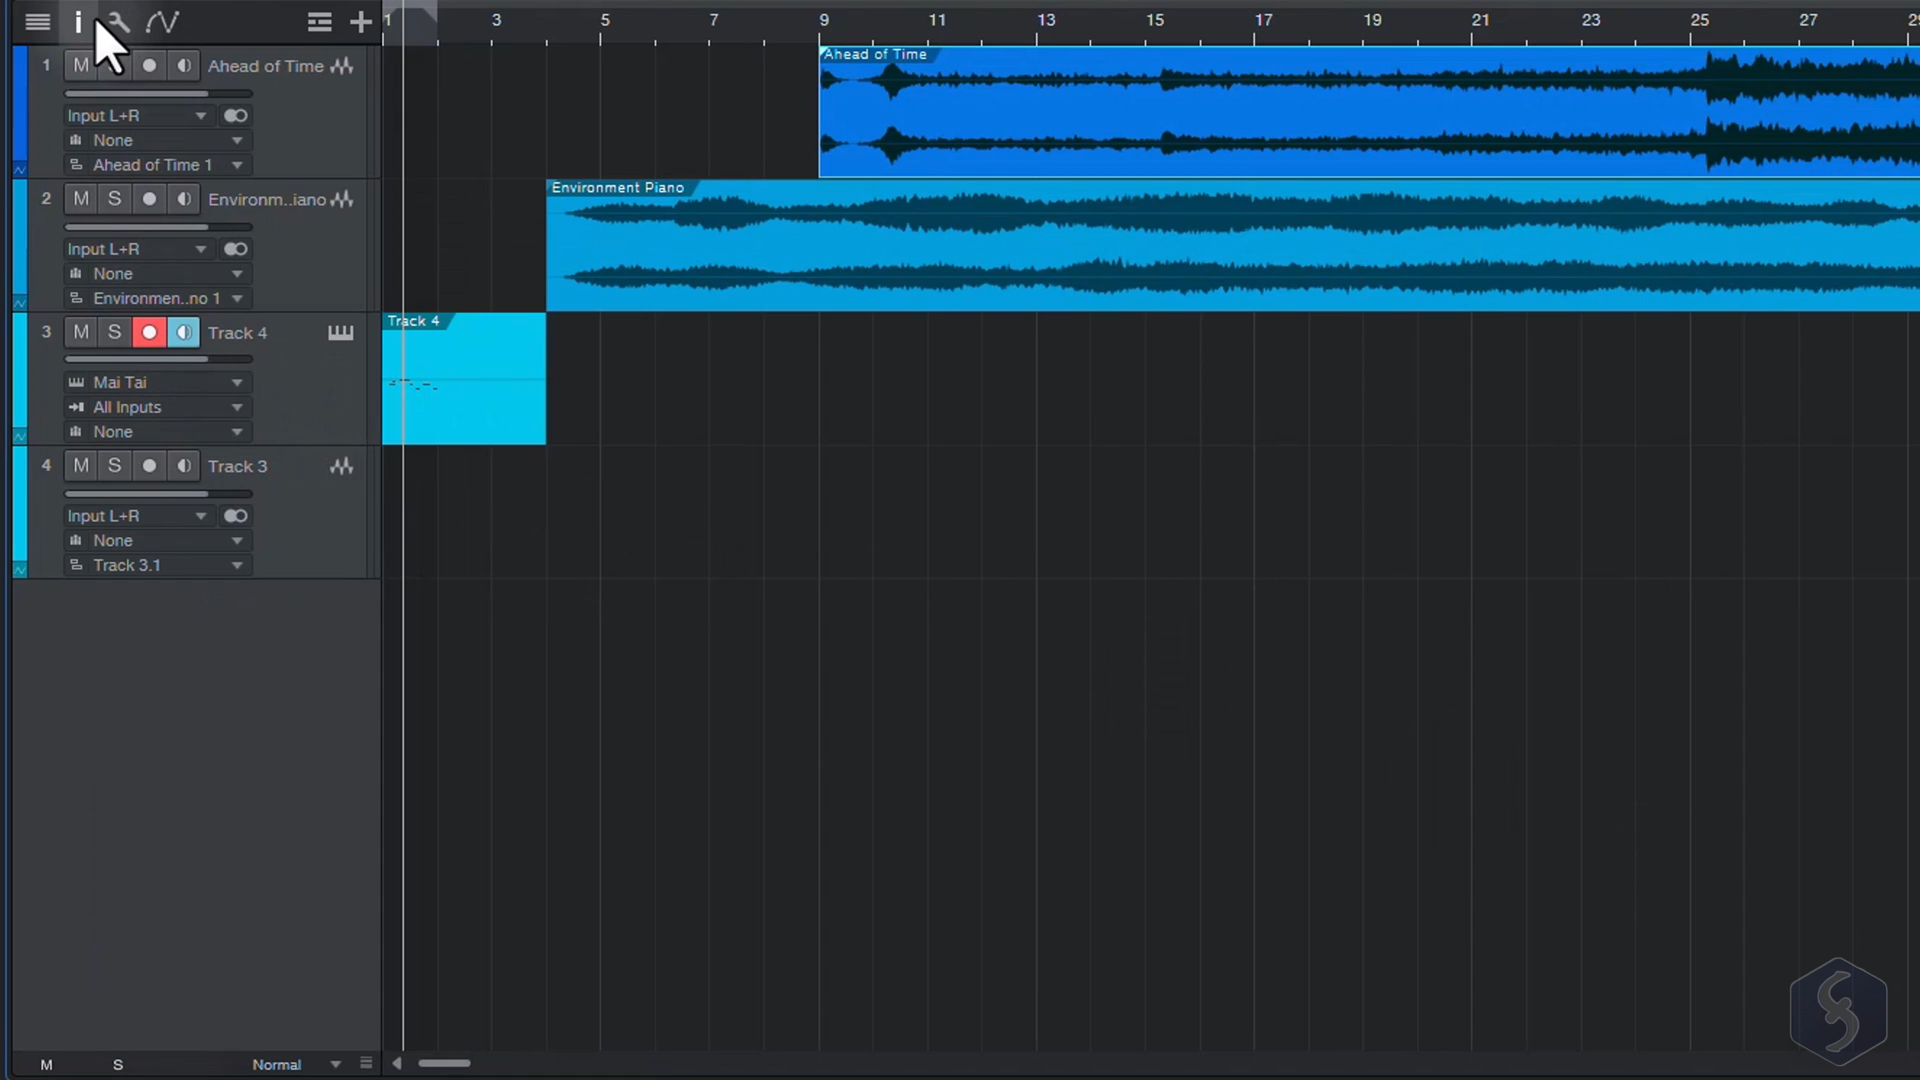 i
1 3 5 7 9 11 13 15 17 19 21 23 25 27 29
1 M Ahead of Time
Input L+R
None
Ahead of Time 1
2 M S Environm..iano
Input L+R
None
Environmen..no 1
3 M S Track 4
Mai Tai
All Inputs
None
4 M S Track 3
Input L+R
None
Track 3.1
Ahead of Time
Environment Piano
Track 4
M S Normal